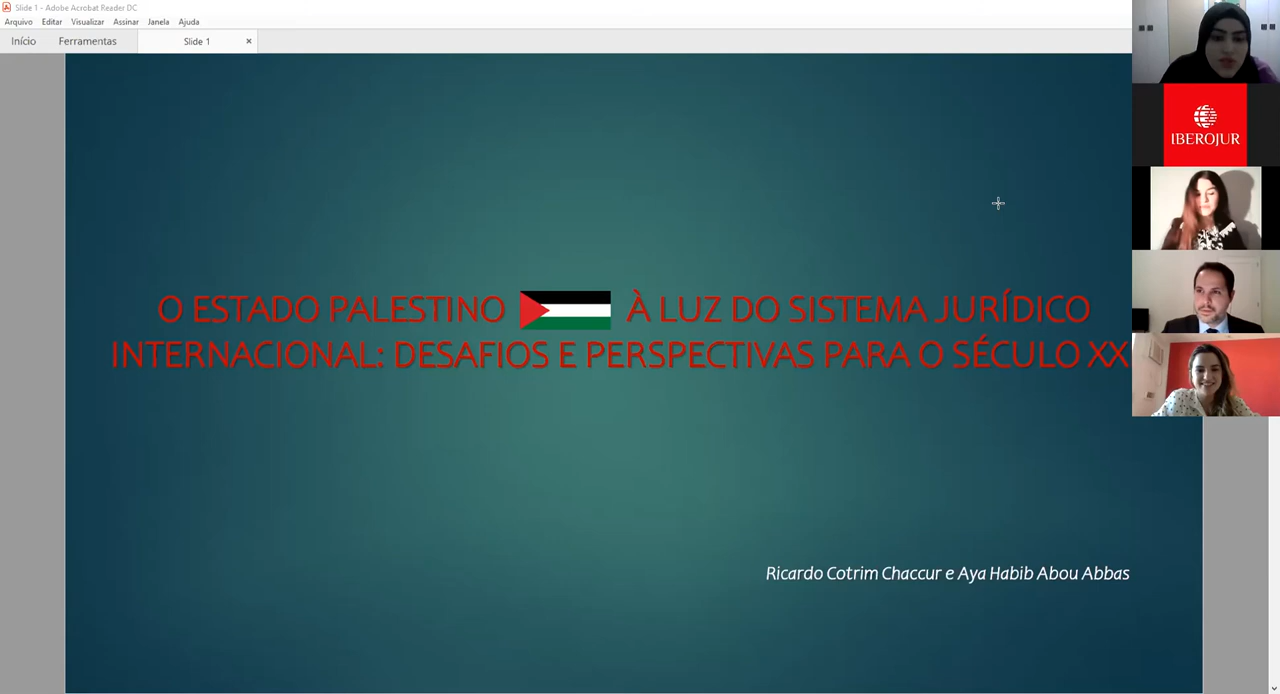 Slide 1 - Adobe Acrobat Reader DC
Arquivo Editar Visualizar Assinar Janela Ajuda
Início Ferramentas Slide 1 ×
IBEROJUR
O ESTADO PALESTINO À LUZ DO SISTEMA JURÍDICO
INTERNACIONAL: DESAFIOS E PERSPECTIVAS PARA O SÉCULO XX
Ricardo Cotrim Chaccur e Aya Habib Abou Abbas